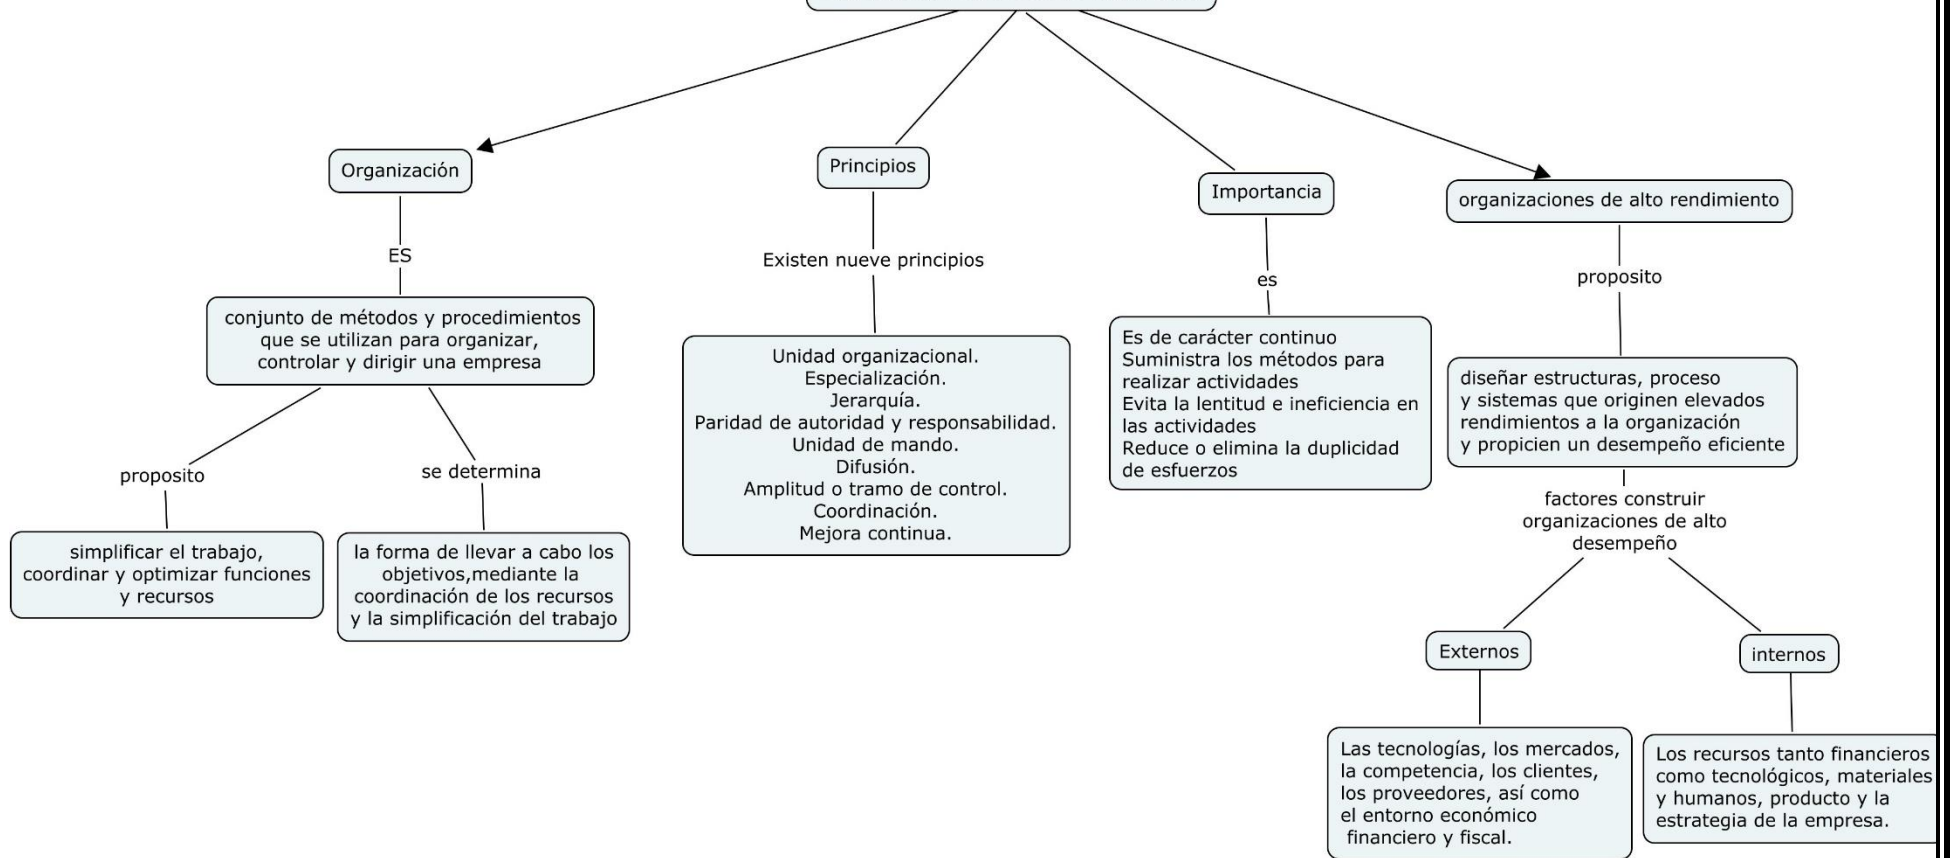 Organización
ES
conjunto de métodos y procedimientos
que se utilizan para organizar,
controlar y dirigir una empresa
proposito
simplificar el trabajo,
coordinar y optimizar funciones
y recursos
se determina
la forma de llevar a cabo los
objetivos,mediante la
coordinación de los recursos
y la simplificación del trabajo
Principios
Existen nueve principios
Unidad organizacional.
Especialización.
Jerarquía.
Paridad de autoridad y responsabilidad.
Unidad de mando.
Difusión.
Amplitud o tramo de control.
Coordinación.
Mejora continua.
Importancia
es
Es de carácter continuo
Suministra los métodos para
realizar actividades
Evita la lentitud e ineficiencia en
las actividades
Reduce o elimina la duplicidad
de esfuerzos
organizaciones de alto rendimiento
proposito
diseñar estructuras, proceso
y sistemas que originen elevados
rendimientos a la organización
y propicien un desempeño eficiente
factores construir
organizaciones de alto
desempeño
Externos
Las tecnologías, los mercados,
la competencia, los clientes,
los proveedores, así como
el entorno económico
financiero y fiscal.
internos
Los recursos tanto financieros
como tecnológicos, materiales
y humanos, producto y la
estrategia de la empresa.